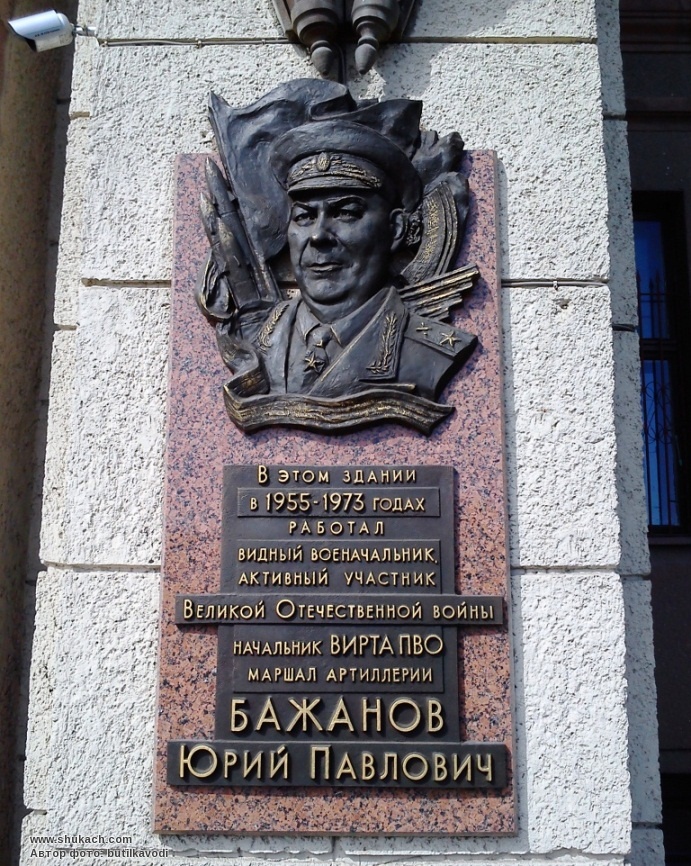 В этом здании
в 1955-1973 годах
работал
видный военачальник,
активный участник
Великой Отечественной войны
начальник ВИРТА ПВО
маршал артиллерии
БАЖАНОВ
Юрий Павлович
www.shukach.com
Автор фото: butilkavodi